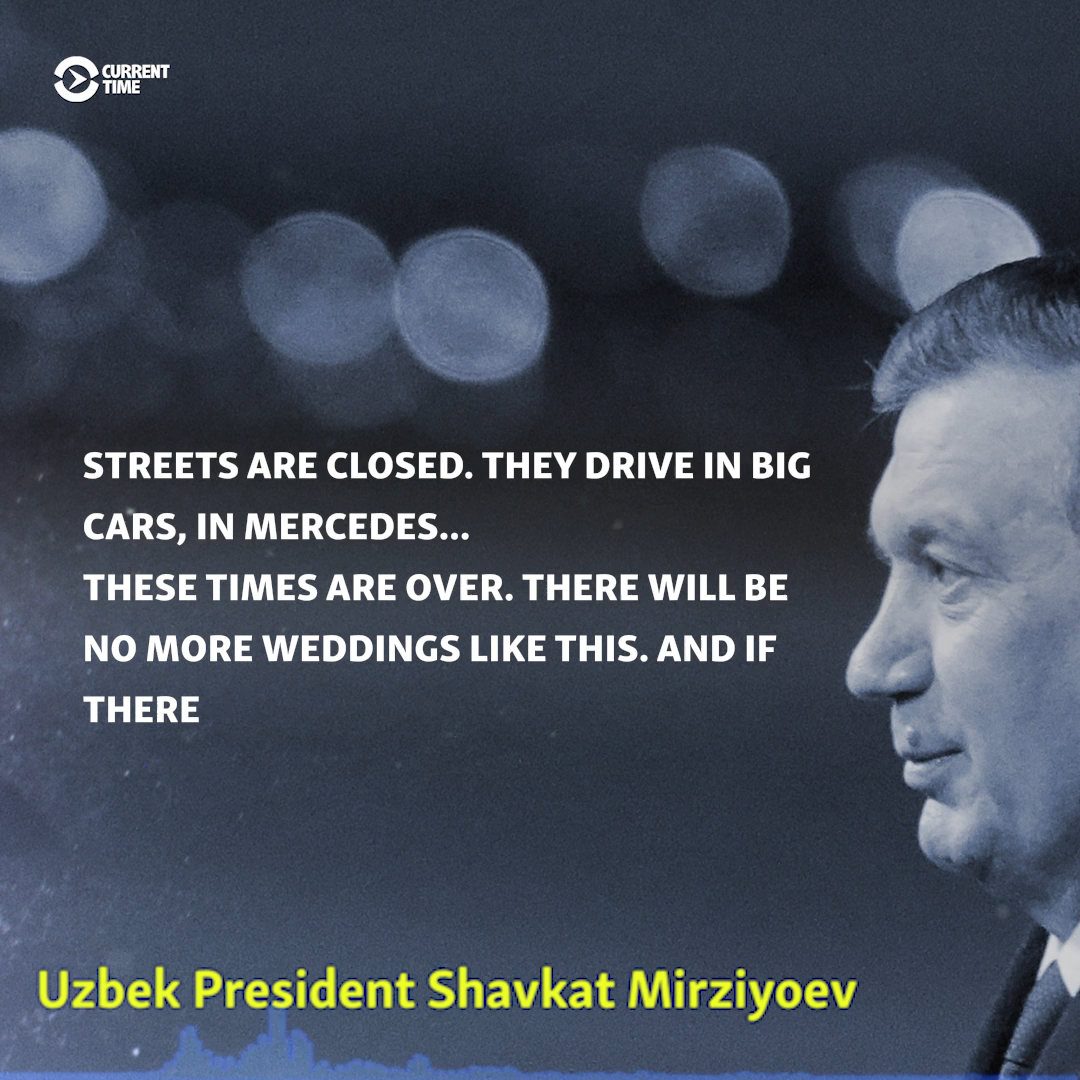 CURRENT
TIME
STREETS ARE CLOSED. THEY DRIVE IN BIG
CARS, IN MERCEDES...
THESE TIMES ARE OVER. THERE WILL BE
NO MORE WEDDINGS LIKE THIS. AND IF
THERE
Uzbek President Shavkat Mirziyoev